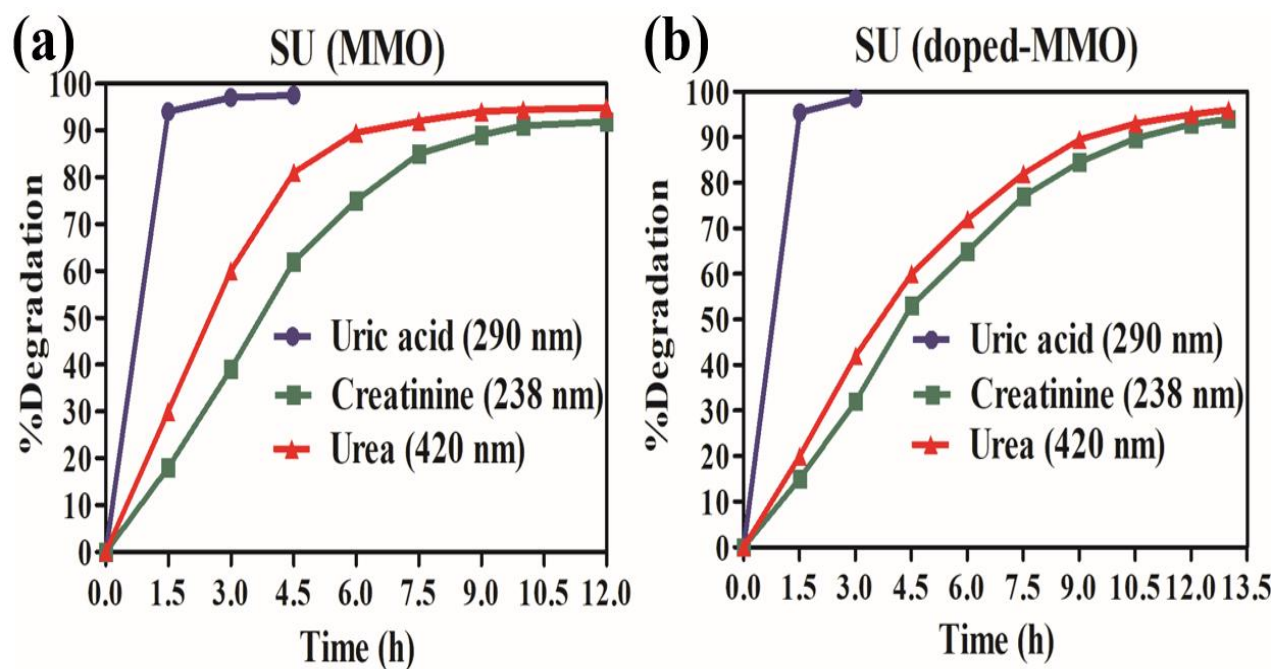 (a)
SU (MMO)
%Degradation
100
90
80
70
60
50
40
30
20
10
0
Uric acid (290 nm)
Creatinine (238 nm)
Urea (420 nm)
0.0 1.5 3.0 4.5 6.0 7.5 9.0 10.5 12.0
Time (h)
(b)
SU (doped-MMO)
%Degradation
100
90
80
70
60
50
40
30
20
10
0
Uric acid (290 nm)
Creatinine (238 nm)
Urea (420 nm)
0.0 1.5 3.0 4.5 6.0 7.5 9.0 10.5 12.0 13.5
Time (h)